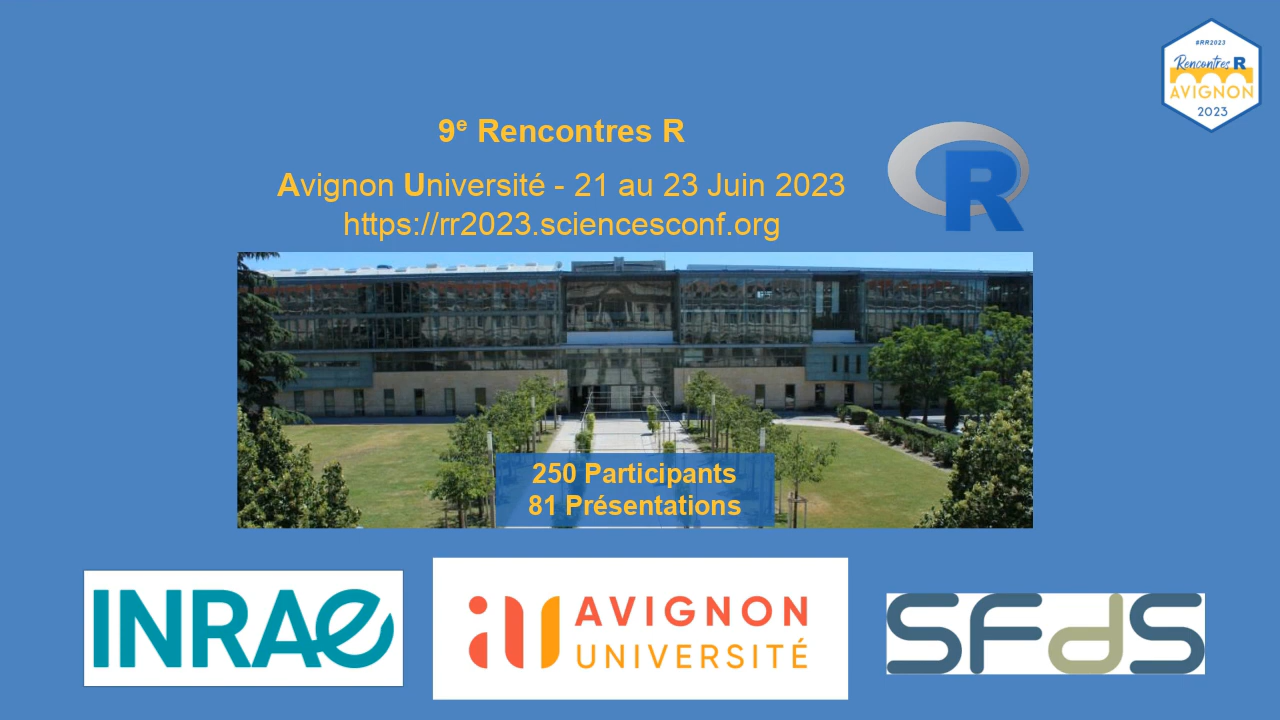 #RR2023
Rencontres R
AVIGNON
2023
9e Rencontres R
Avignon Université - 21 au 23 Juin 2023
https://rr2023.sciencesconf.org
R
250 Participants
81 Présentations
INRAE
au AVIGNON
UNIVERSITÉ
SFdS